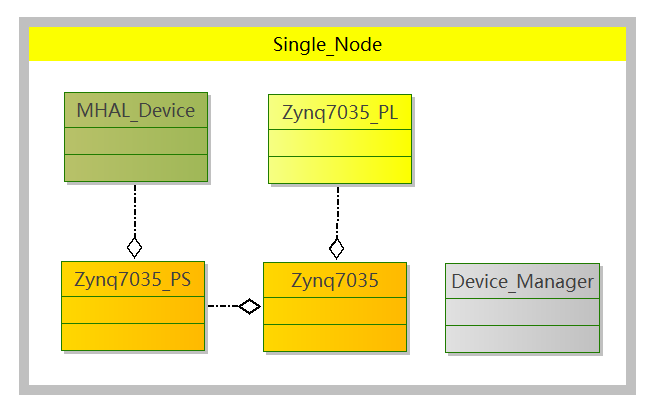 Single_Node
MHAL_Device
Zynq7035_PL
Zynq7035_PS
Zynq7035
Device_Manager